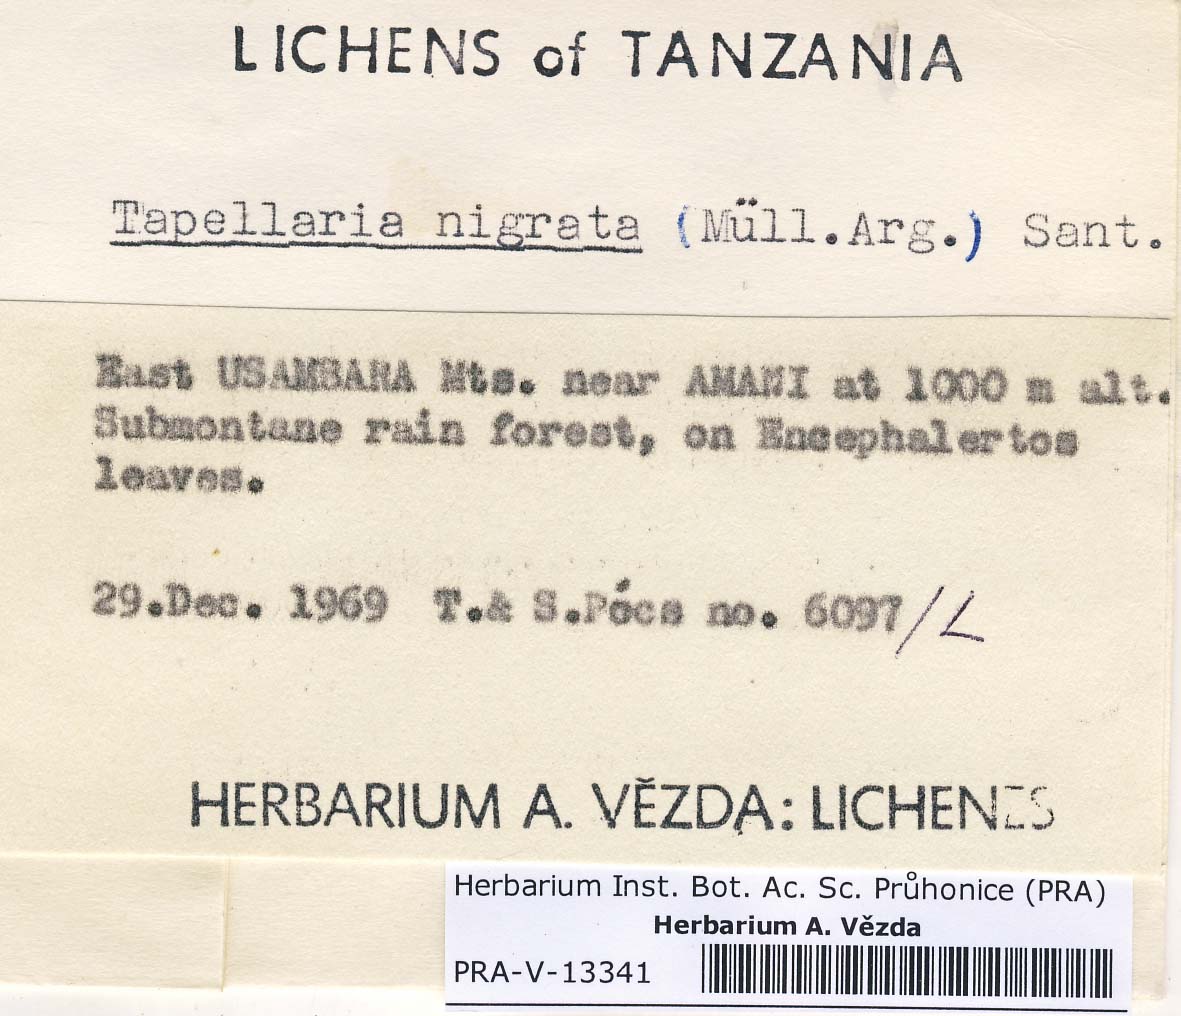 LICHENS of TANZANIA
Tapellaria nigrata (Müll.Arg.) Sant.
East USAMBARA Mts. near AMANI at 1000 m alt.
Submontane rain forest, on Encephalertos
leaves.
29.Dec. 1969 T.& S.Pócs no. 6097/L
HERBARIUM A. VĚZDA: LICHENES
Herbarium Inst. Bot. Ac. Sc. Průhonice (PRA)
Herbarium A. Vězda
PRA-V-13341